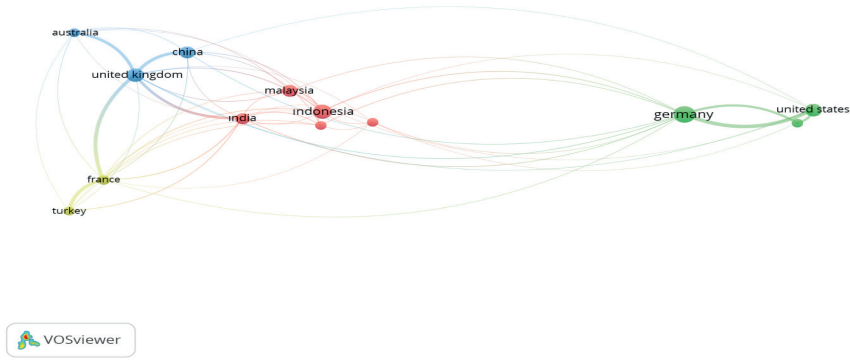 australia
china
united kingdom
malaysia
indonesia
india
germany
united states
france
turkey
VOSviewer